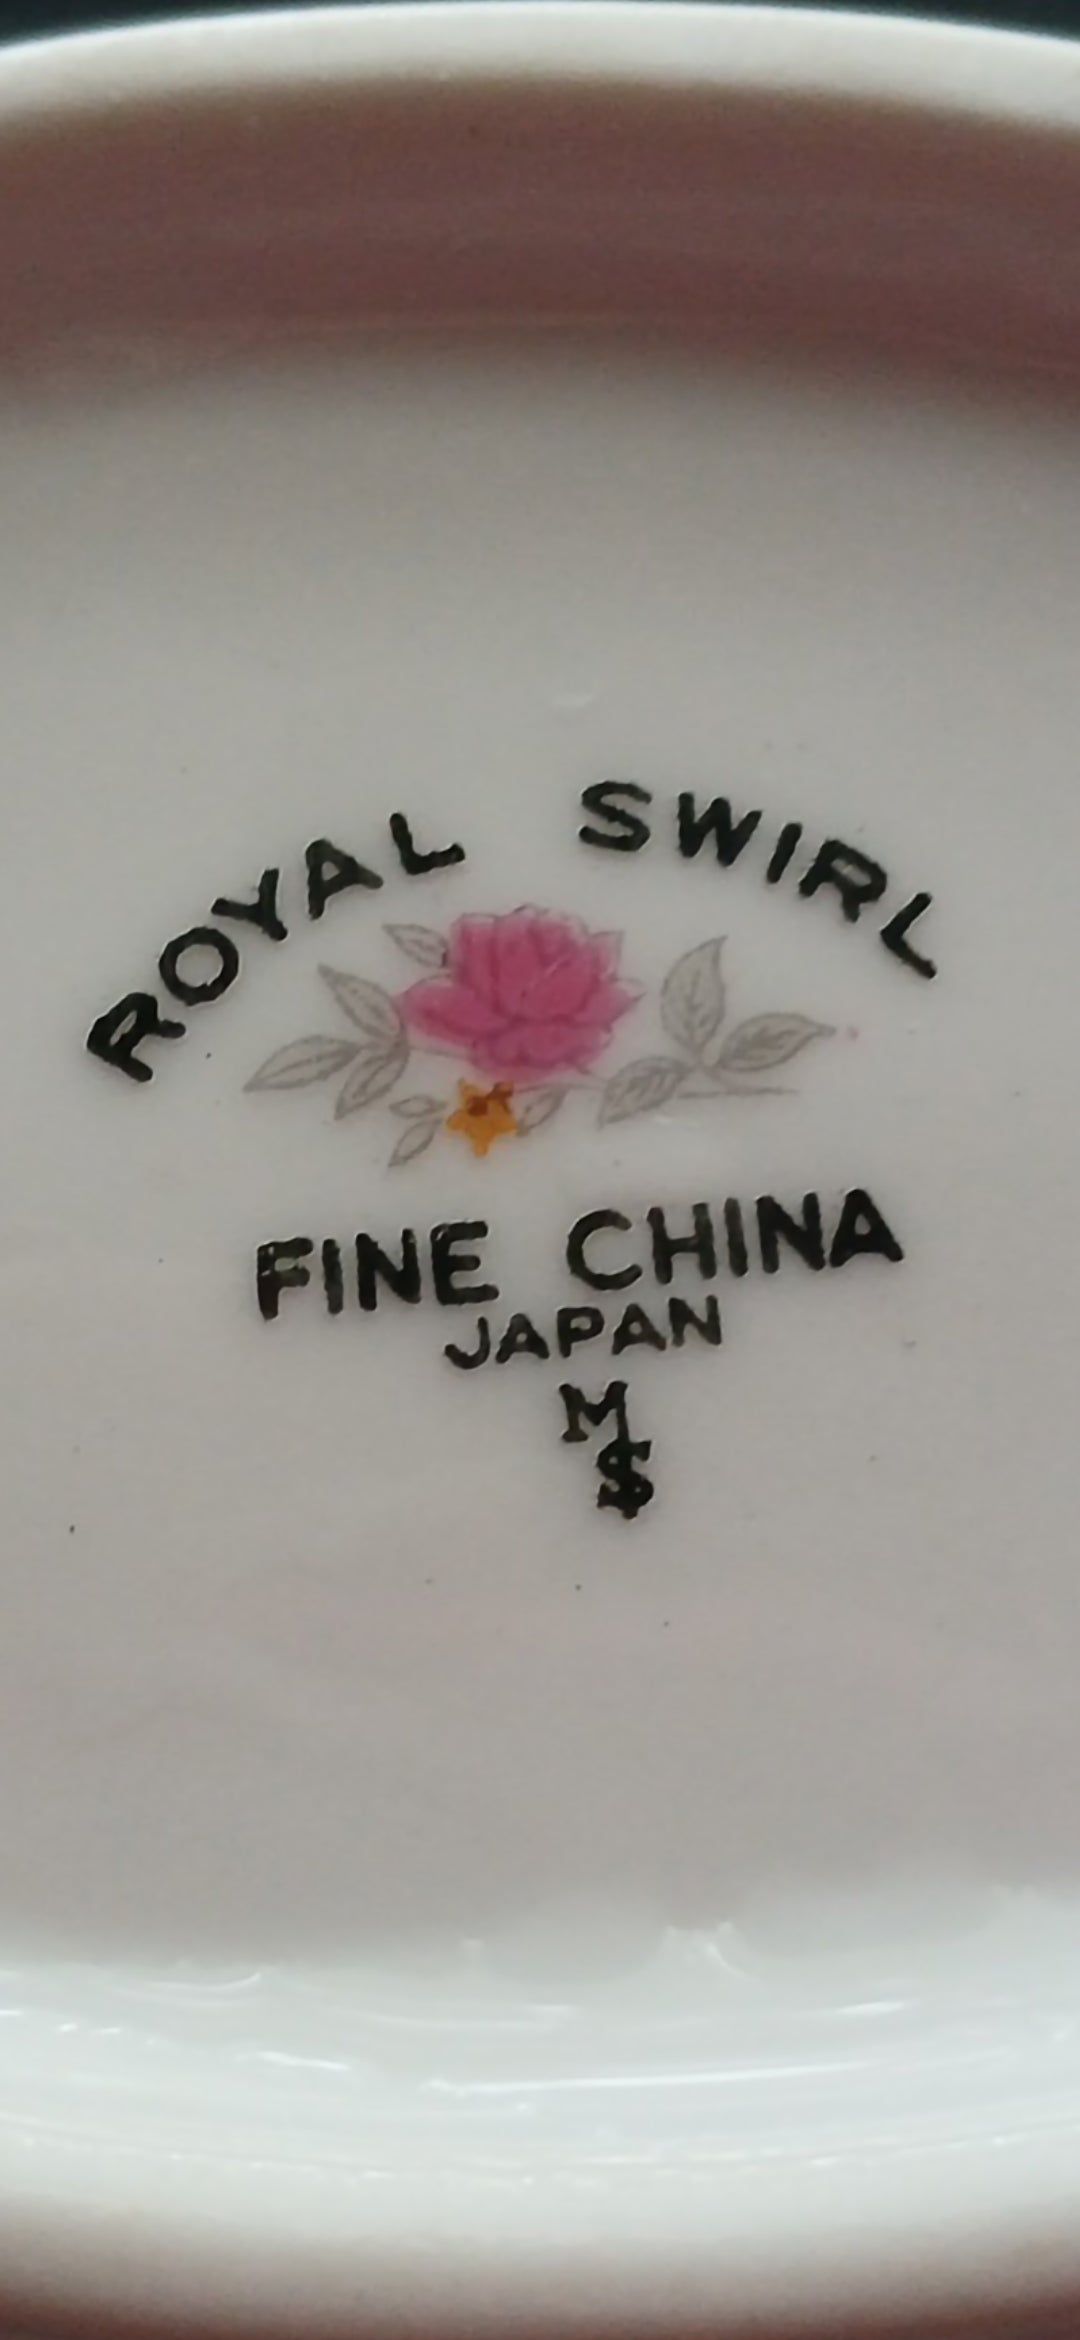 ROYAL SWIRL
FINE CHINA
JAPAN
M
$